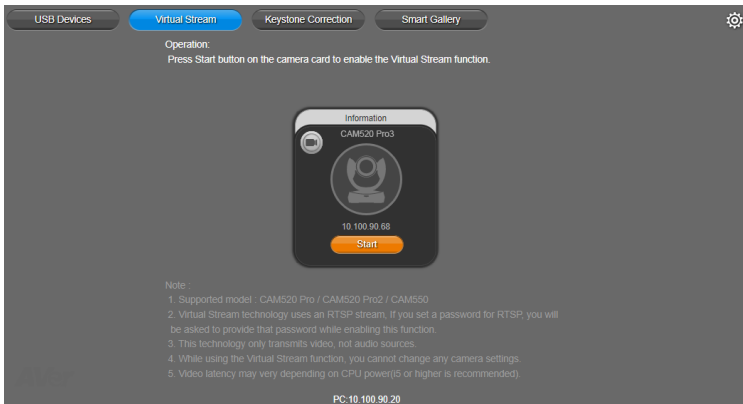 USB Devices Virtual Stream Keystone Correction Smart Gallery
Operation:
Press Start button on the camera card to enable the Virtual Stream function.
Information
CAM520 Pro3
10.100.90.68
Start
Note :
1. Supported model : CAM520 Pro / CAM520 Pro2 / CAM550
2. Virtual Stream technology uses an RTSP stream, If you set a password for RTSP, you will
be asked to provide that password while enabling this function.
3. This technology only transmits video, not audio sources.
4. While using the Virtual Stream function, you cannot change any camera settings.
5. Video latency may very depending on CPU power(i5 or higher is recommended).
PC:10.100.90.20